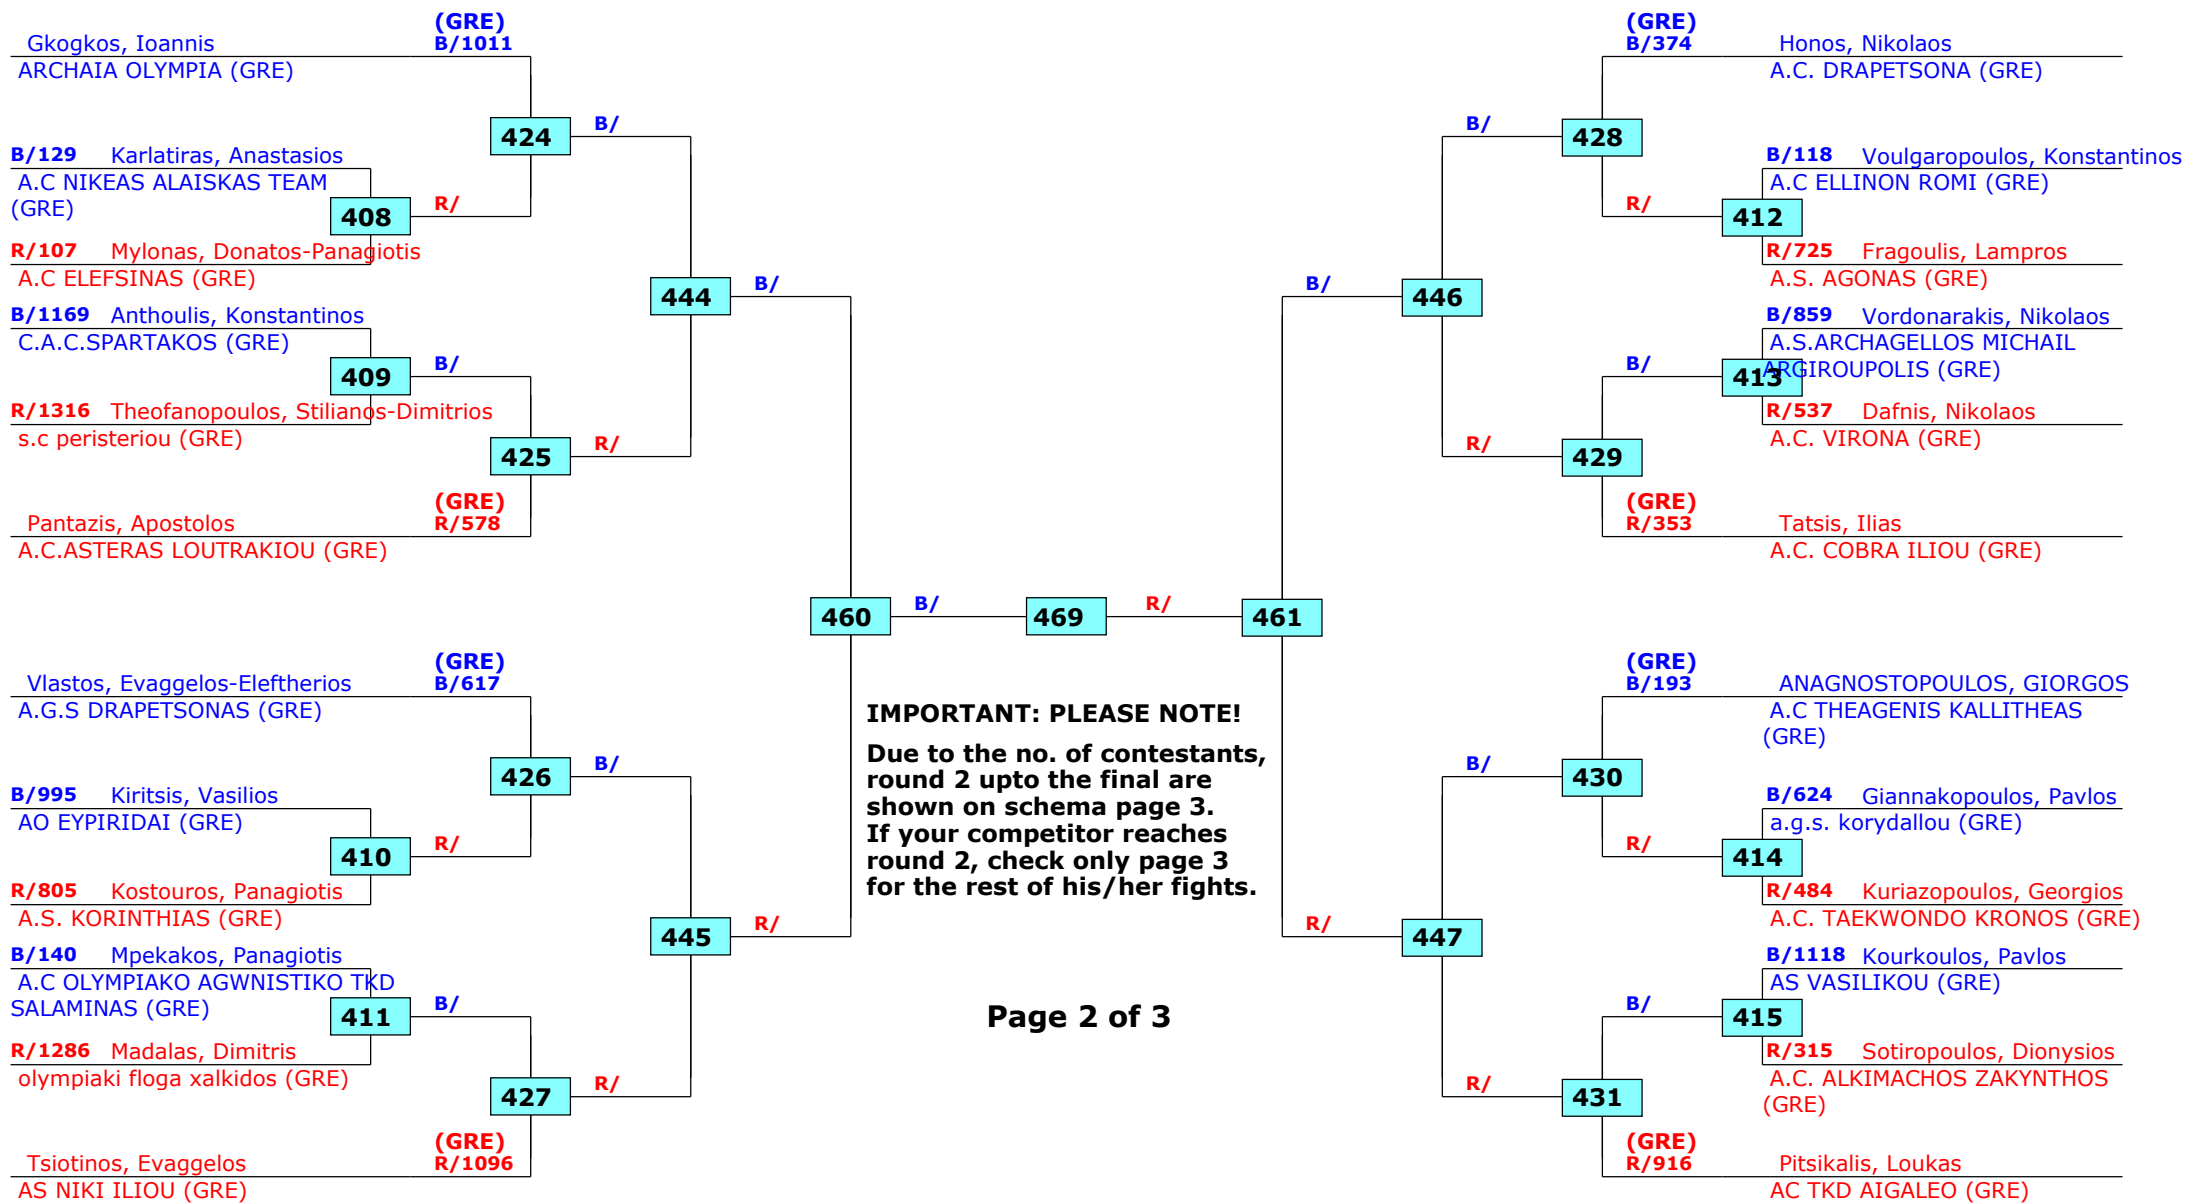 (GRE)
Gkogkos, Ioannis B/1011
ARCHAIA OLYMPIA (GRE)
424
B/
B/129 Karlatiras, Anastasios
A.C NIKEAS ALAISKAS TEAM
(GRE)
408
R/
R/107 Mylonas, Donatos-Panagiotis
A.C ELEFSINAS (GRE)
444
B/
B/1169 Anthoulis, Konstantinos
C.A.C.SPARTAKOS (GRE)
409
B/
R/1316 Theofanopoulos, Stilianos-Dimitrios
s.c peristeriou (GRE)
425
R/
(GRE)
Pantazis, Apostolos R/578
A.C.ASTERAS LOUTRAKIOU (GRE)
460
B/
469
R/
461
(GRE)
Vlastos, Evaggelos-Eleftherios B/617
A.G.S DRAPETSONAS (GRE)
426
B/
B/995 Kiritsis, Vasilios
AO EYPIRIDAI (GRE)
410
R/
R/805 Kostouros, Panagiotis
A.S. KORINTHIAS (GRE)
445
R/
B/140 Mpekakos, Panagiotis
A.C OLYMPIAKO AGWNISTIKO TKD
SALAMINAS (GRE)
411
B/
R/1286 Madalas, Dimitris
olympiaki floga xalkidos (GRE)
427
R/
(GRE)
Tsiotinos, Evaggelos R/1096
AS NIKI ILIOU (GRE)
IMPORTANT: PLEASE NOTE!
Due to the no. of contestants,
round 2 upto the final are
shown on schema page 3.
If your competitor reaches
round 2, check only page 3
for the rest of his/her fights.
Page 2 of 3
(GRE)
B/374 Honos, Nikolaos
A.C. DRAPETSONA (GRE)
B/
428
B/118 Voulgaropoulos, Konstantinos
A.C ELLINON ROMI (GRE)
R/
412
R/725 Fragoulis, Lampros
A.S. AGONAS (GRE)
B/
446
B/859 Vordonarakis, Nikolaos
A.S.ARCHAGELLOS MICHAIL
ARGIROUPOLIS (GRE)
B/
413
R/537 Dafnis, Nikolaos
A.C. VIRONA (GRE)
R/
429
(GRE)
R/353 Tatsis, Ilias
A.C. COBRA ILIOU (GRE)
(GRE)
B/193 ANAGNOSTOPOULOS, GIORGOS
A.C THEAGENIS KALLITHEAS
(GRE)
B/
430
B/624 Giannakopoulos, Pavlos
a.g.s. korydallou (GRE)
R/
414
R/484 Kuriazopoulos, Georgios
A.C. TAEKWONDO KRONOS (GRE)
R/
447
B/1118 Kourkoulos, Pavlos
AS VASILIKOU (GRE)
B/
415
R/315 Sotiropoulos, Dionysios
A.C. ALKIMACHOS ZAKYNTHOS
(GRE)
R/
431
(GRE)
R/916 Pitsikalis, Loukas
AC TKD AIGALEO (GRE)